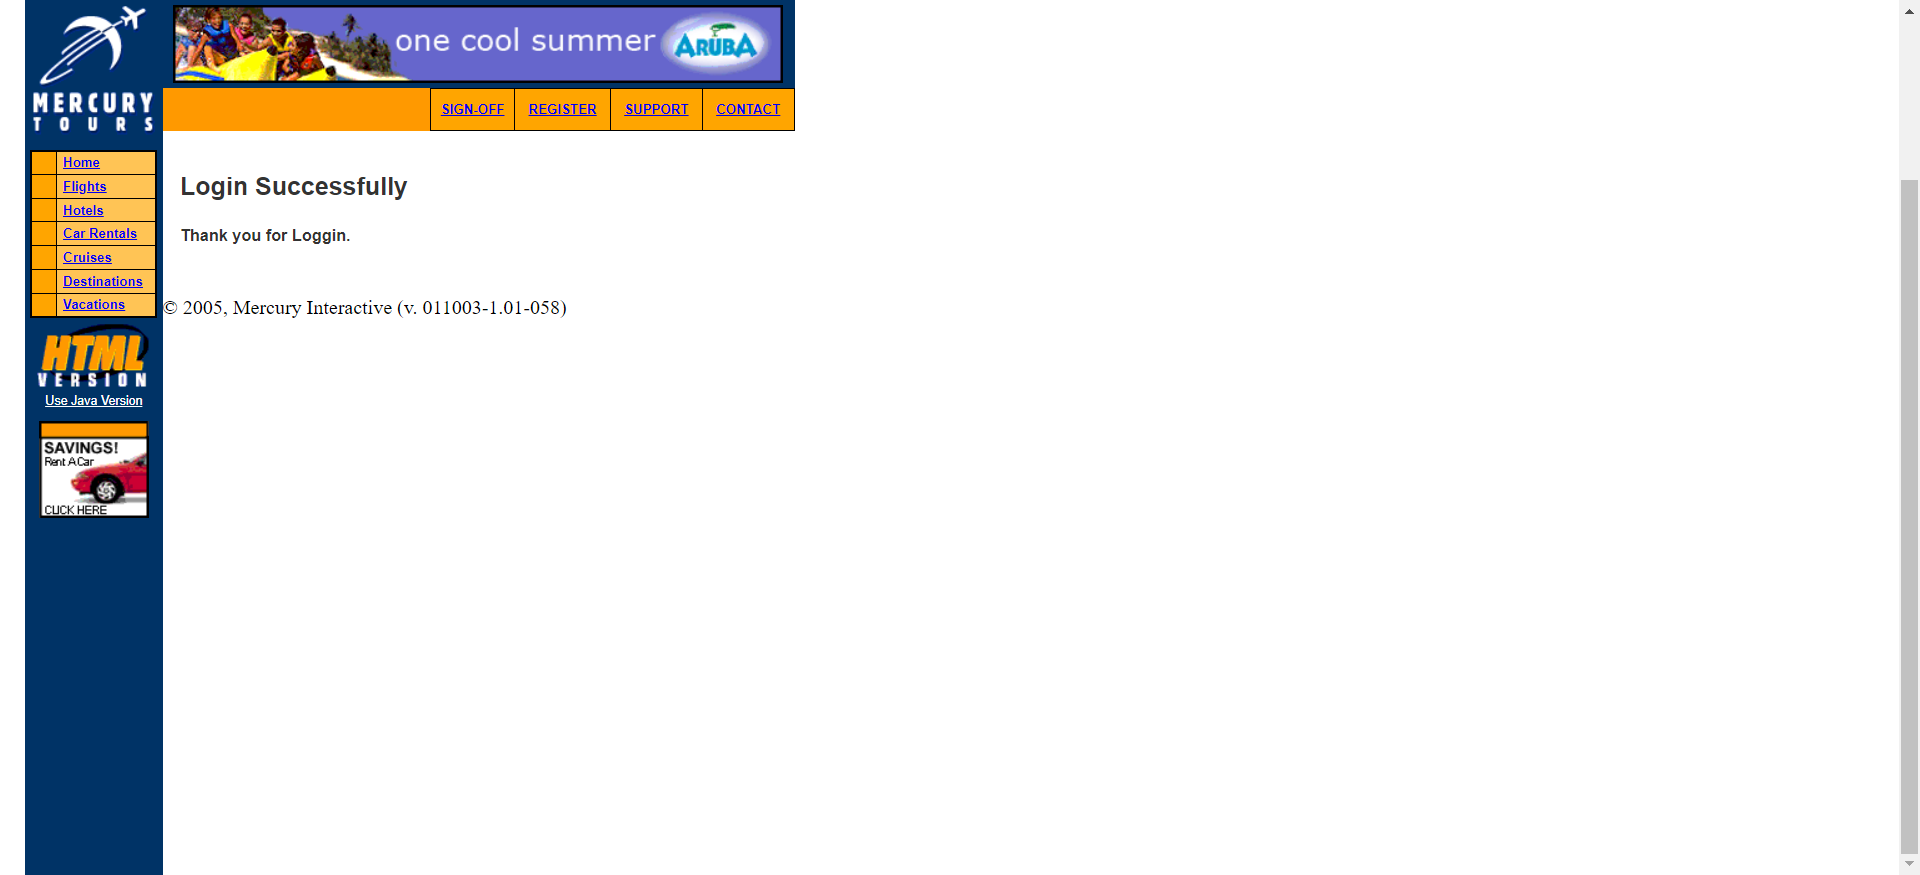 MERCURY
TOURS
one cool summer
ARUBA
SIGN-OFF
REGISTER
SUPPORT
CONTACT
Home
Flights
Hotels
Car Rentals
Cruises
Destinations
Vacations
HTML
VERSION
Use Java Version
SAVINGS!
Rent A Car
CLICK HERE
Login Successfully
Thank you for Loggin.
© 2005, Mercury Interactive (v. 011003-1.01-058)